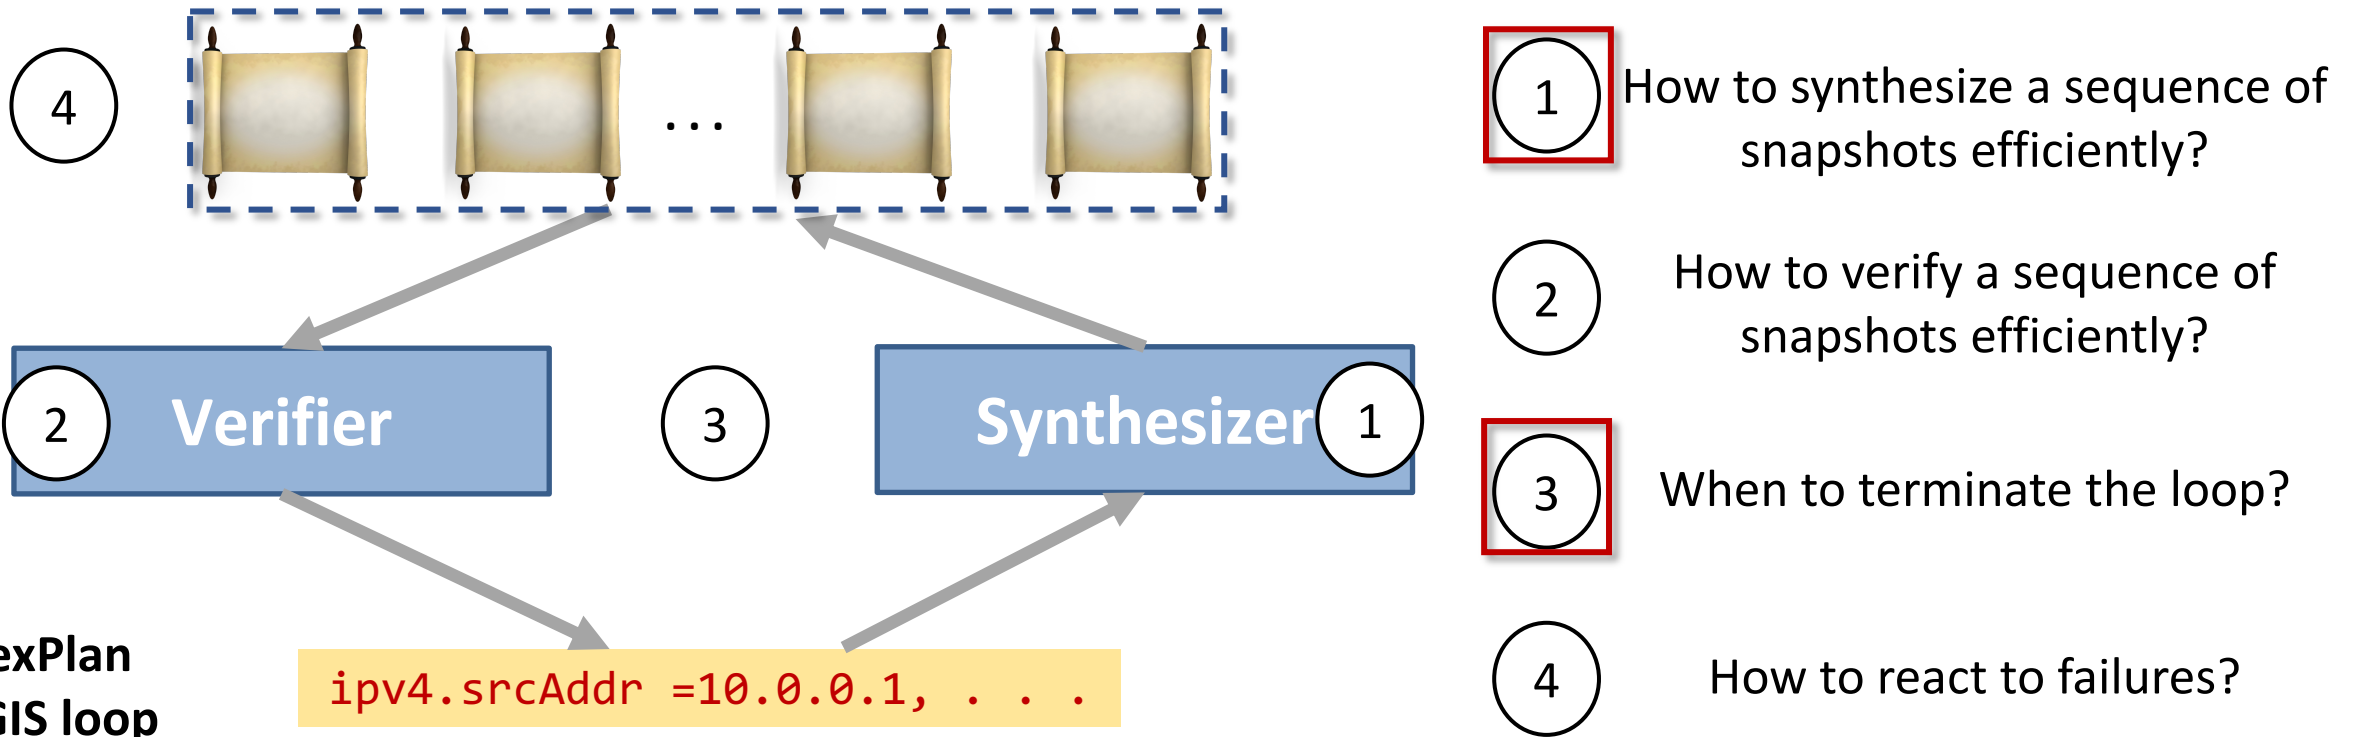 4
...
1
How to synthesize a sequence of
snapshots efficiently?
2
How to verify a sequence of
snapshots efficiently?
2
Verifier
3
Synthesizer
1
3
When to terminate the loop?
exPlan
GIS loop
ipv4.srcAddr =10.0.0.1, . . .
4
How to react to failures?